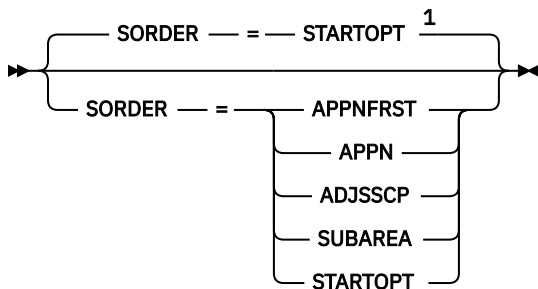 SORDER = STARTOPT 1
SORDER = APPNFRST
APPN
ADJSSCP
SUBAREA
STARTOPT